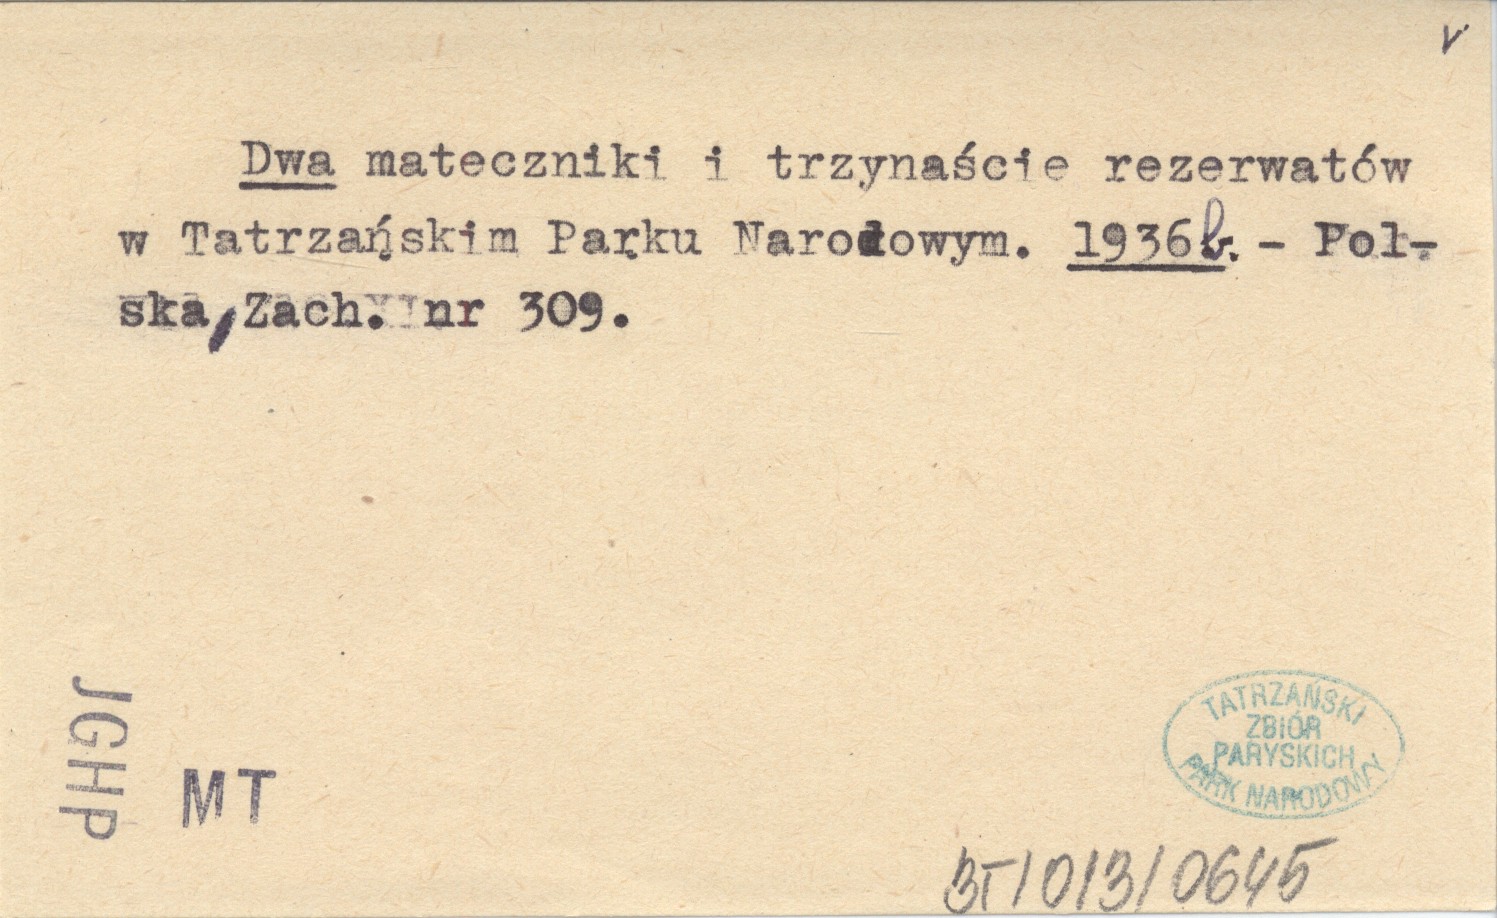 v
Dwa mateczniki i trzynaście rezerwatów
w Tatrzańskim Parku Narodowym. 1936b. - Pol-
ska Zach. nr 309.
JGHP
MT
TATRZAŃSKI
ZBIÓR
PARYSKICH
PARK NARODOWY
BT/013/0645